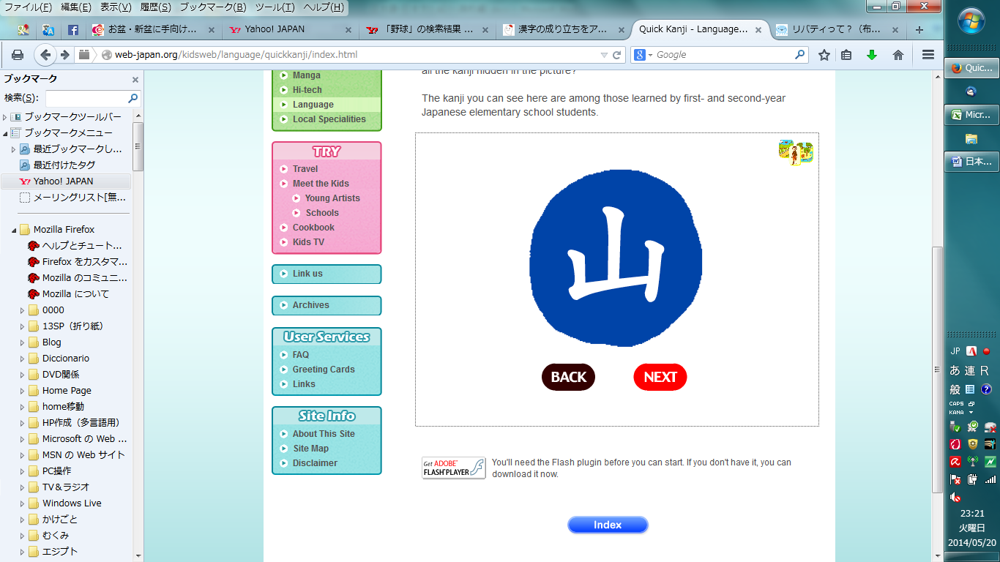 ファイル(F) 編集(E) 表示(V) 履歴(S) ブックマーク(B) ツール(T) ヘルプ(H)
お盆・新盆に手向け... Yahoo! JAPAN 「野球」の検索結果 ... 漢字の成り立ちをア... Quick Kanji - Language... リバティって？（布...
web-japan.org/kidsweb/language/quickkanji/index.html
Google
ブックマーク
検索(S):
ブックマークツールバー
ブックマークメニュー
最近ブックマークし...
最近付けたタグ
Yahoo! JAPAN
メーリングリスト[無...
Mozilla Firefox
ヘルプとチュート...
Firefox をカスタマ...
Mozilla のコミュニ...
Mozilla について
0000
13SP（折り紙）
Blog
Diccionario
DVD関係
Home Page
home移動
HP作成（多言語用）
Microsoft の Web ...
MSN の Web サイト
PC操作
TV＆ラジオ
Windows Live
かけごと
むくみ
エジプト
Manga
Hi-tech
Language
Local Specialities
TRY
Travel
Meet the Kids
Young Artists
Schools
Cookbook
Kids TV
Link us
Archives
User Services
FAQ
Greeting Cards
Links
Site Info
About This Site
Site Map
Disclaimer
all the kanji hidden in the picture?
The kanji you can see here are among those learned by first- and second-year
Japanese elementary school students.
山
BACK NEXT
Get ADOBE
FLASH PLAYER
You'll need the Flash plugin before you can start. If you don't have it, you can
download it now.
Index
Quic...
Micr...
日本...
JP
あ 連 R
般
CAPS
KANA
23:21
火曜日
2014/05/20